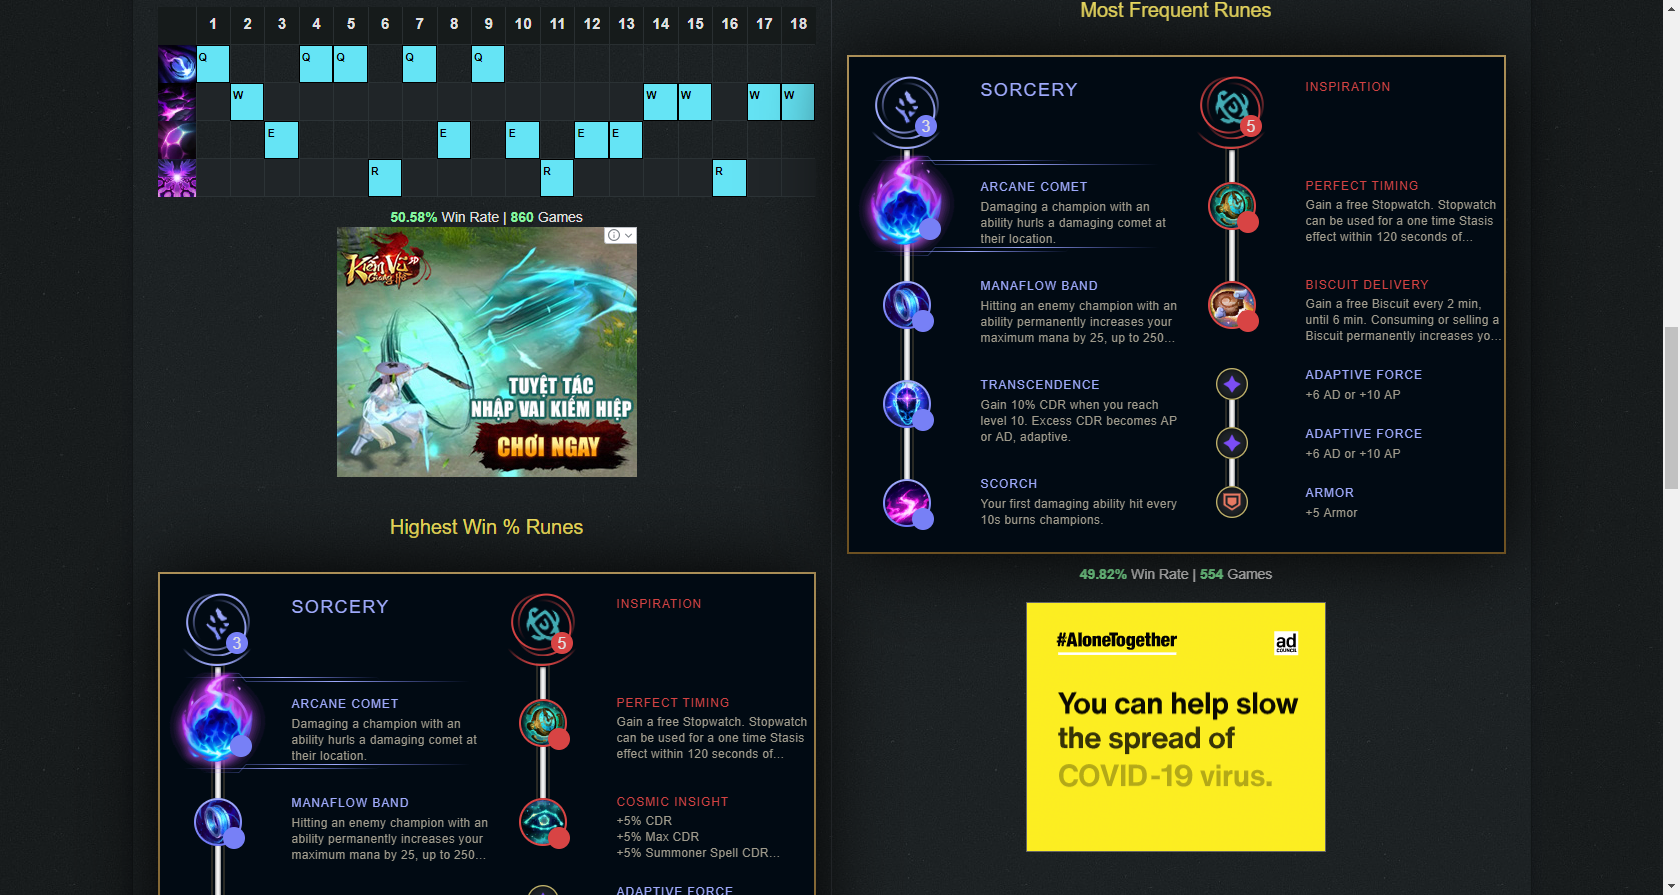 1 2 3 4 5 6 7 8 9 10 11 12 13 14 15 16 17 18
Q Q Q Q Q
W W W W W
E E E E E
R R R
50.58% Win Rate | 860 Games
Kiếm Vũ 3D
Giang Hồ
TUYỆT TÁC
NHẬP VAI KIẾM HIỆP
CHƠI NGAY
Highest Win % Runes
SORCERY
3
ARCANE COMET
Damaging a champion with an
ability hurls a damaging comet at
their location.
MANAFLOW BAND
Hitting an enemy champion with an
ability permanently increases your
maximum mana by 25, up to 250...
INSPIRATION
5
PERFECT TIMING
Gain a free Stopwatch. Stopwatch
can be used for a one time Stasis
effect within 120 seconds of...
COSMIC INSIGHT
+5% CDR
+5% Max CDR
+5% Summoner Spell CDR...
ADAPTIVE FORCE
Most Frequent Runes
SORCERY
3
ARCANE COMET
Damaging a champion with an
ability hurls a damaging comet at
their location.
MANAFLOW BAND
Hitting an enemy champion with an
ability permanently increases your
maximum mana by 25, up to 250...
TRANSCENDENCE
Gain 10% CDR when you reach
level 10. Excess CDR becomes AP
or AD, adaptive.
SCORCH
Your first damaging ability hit every
10s burns champions.
INSPIRATION
5
PERFECT TIMING
Gain a free Stopwatch. Stopwatch
can be used for a one time Stasis
effect within 120 seconds of...
BISCUIT DELIVERY
Gain a free Biscuit every 2 min,
until 6 min. Consuming or selling a
Biscuit permanently increases yo...
ADAPTIVE FORCE
+6 AD or +10 AP
ADAPTIVE FORCE
+6 AD or +10 AP
ARMOR
+5 Armor
49.82% Win Rate | 554 Games
#AloneTogether
ad
COUNCIL
You can help slow
the spread of
COVID-19 virus.